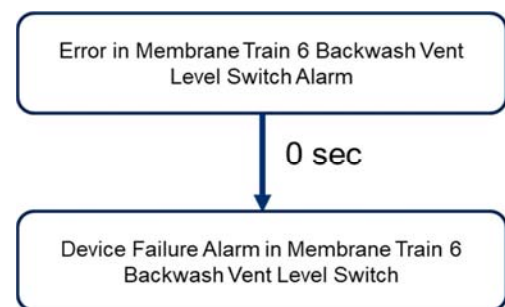 Error in Membrane Train 6 Backwash Vent
Level Switch Alarm
0 sec
Device Failure Alarm in Membrane Train 6
Backwash Vent Level Switch